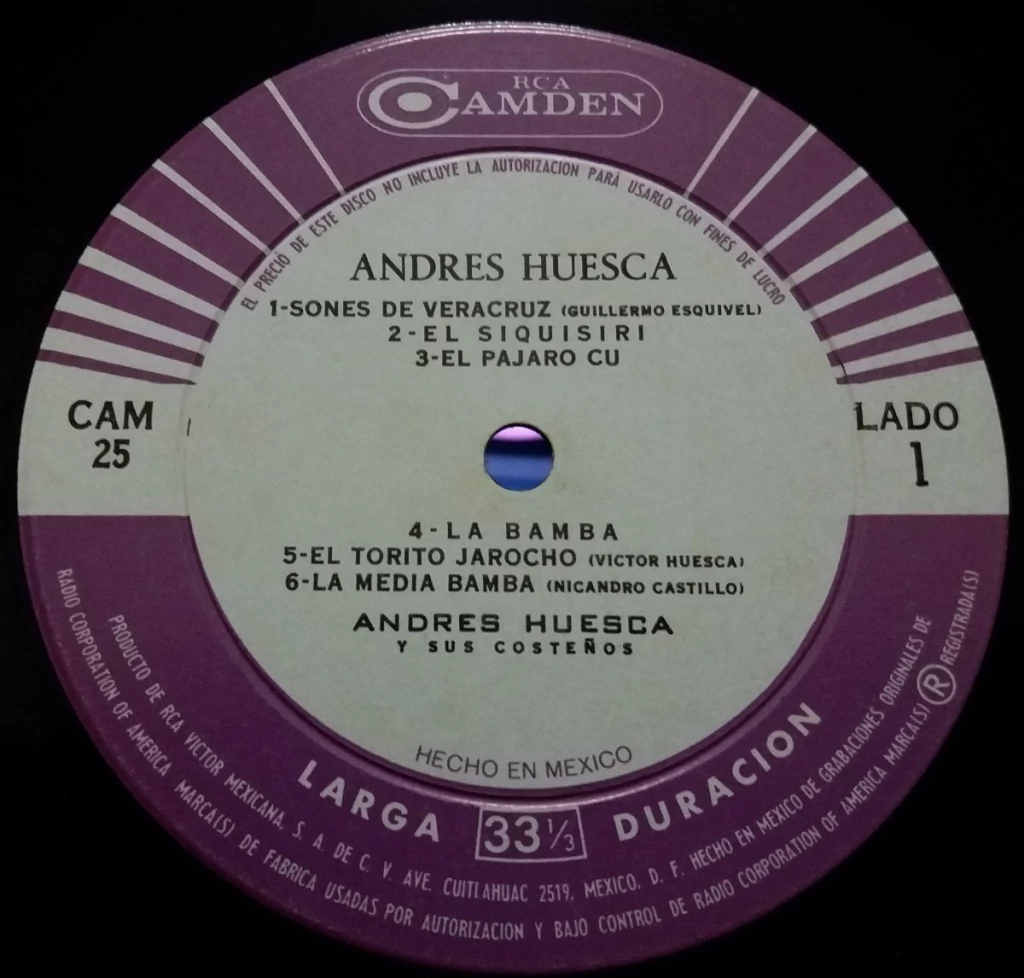 RCA
CAMDEN
EL PRECIO DE ESTE DISCO NO INCLUYE LA AUTORIZACION PARA USARLO CON FINES DE LUCRO
ANDRES HUESCA
1-SONES DE VERACRUZ (GUILLERMO ESQUIVEL)
2-EL SIQUISIRI
3-EL PAJARO CU
CAM
25
LADO
1
4-LA BAMBA
5-EL TORITO JAROCHO (VICTOR HUESCA)
6-LA MEDIA BAMBA (NICANDRO CASTILLO)
ANDRES HUESCA
Y SUS COSTEÑOS
HECHO EN MEXICO
LARGA 33 1/3 DURACION
PRODUCTO DE RCA VICTOR MEXICANA, S. A. DE C. V. AVE. CUITLAHUAC 2519, MEXICO, D. F. HECHO EN MEXICO DE GRABACIONES ORIGINALES DE
RADIO CORPORATION OF AMERICA MARCA(S) DE FABRICA USADAS POR AUTORIZACION Y BAJO CONTROL DE RADIO CORPORATION OF AMERICA MARCA(S) ® REGISTRADA(S)